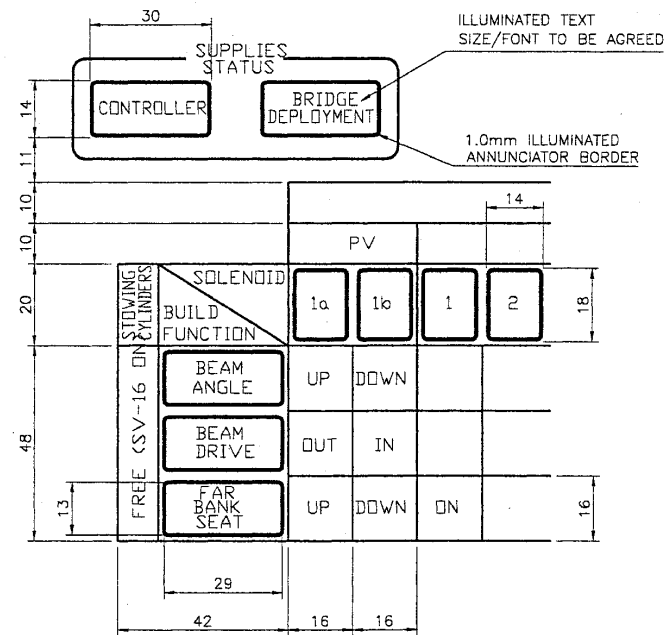 30
ILLUMINATED TEXT
SIZE/FONT TO BE AGREED
SUPPLIES
STATUS
14
CONTROLLER
BRIDGE
DEPLOYMENT
1.0mm ILLUMINATED
ANNUNCIATOR BORDER
11
10
14
10
PV
20
STOWING
CYLINDERS
SOLENOID
BUILD
FUNCTION
1a
1b
1
2
18
48
FREE (SV-16 ON
BEAM
ANGLE
UP
DOWN
BEAM
DRIVE
OUT
IN
13
FAR
BANK
SEAT
UP
DOWN
ON
16
29
42
16
16